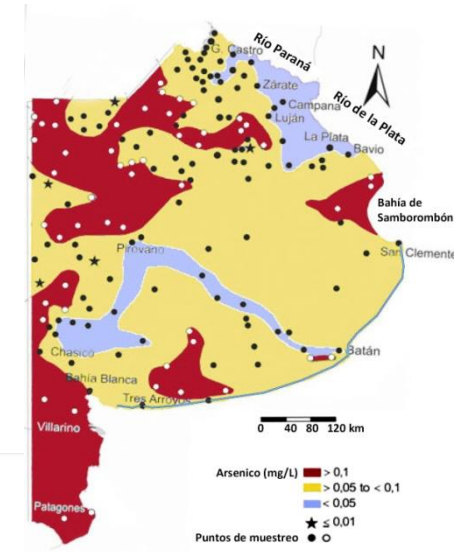 G. Castro
Río Paraná
N
Zárate
Río de la Plata
Campana
Luján
La Plata
Bavio
Bahía de
Samborombón
San Clemente
Pirovano
Batán
Chasicó
Bahía Blanca
Tres Arroyos
Villarino
0 40 80 120 km
Patagones
Arsenico (mg/L)
> 0,1
> 0,05 to < 0,1
< 0,05
≤ 0,01
Puntos de muestreo